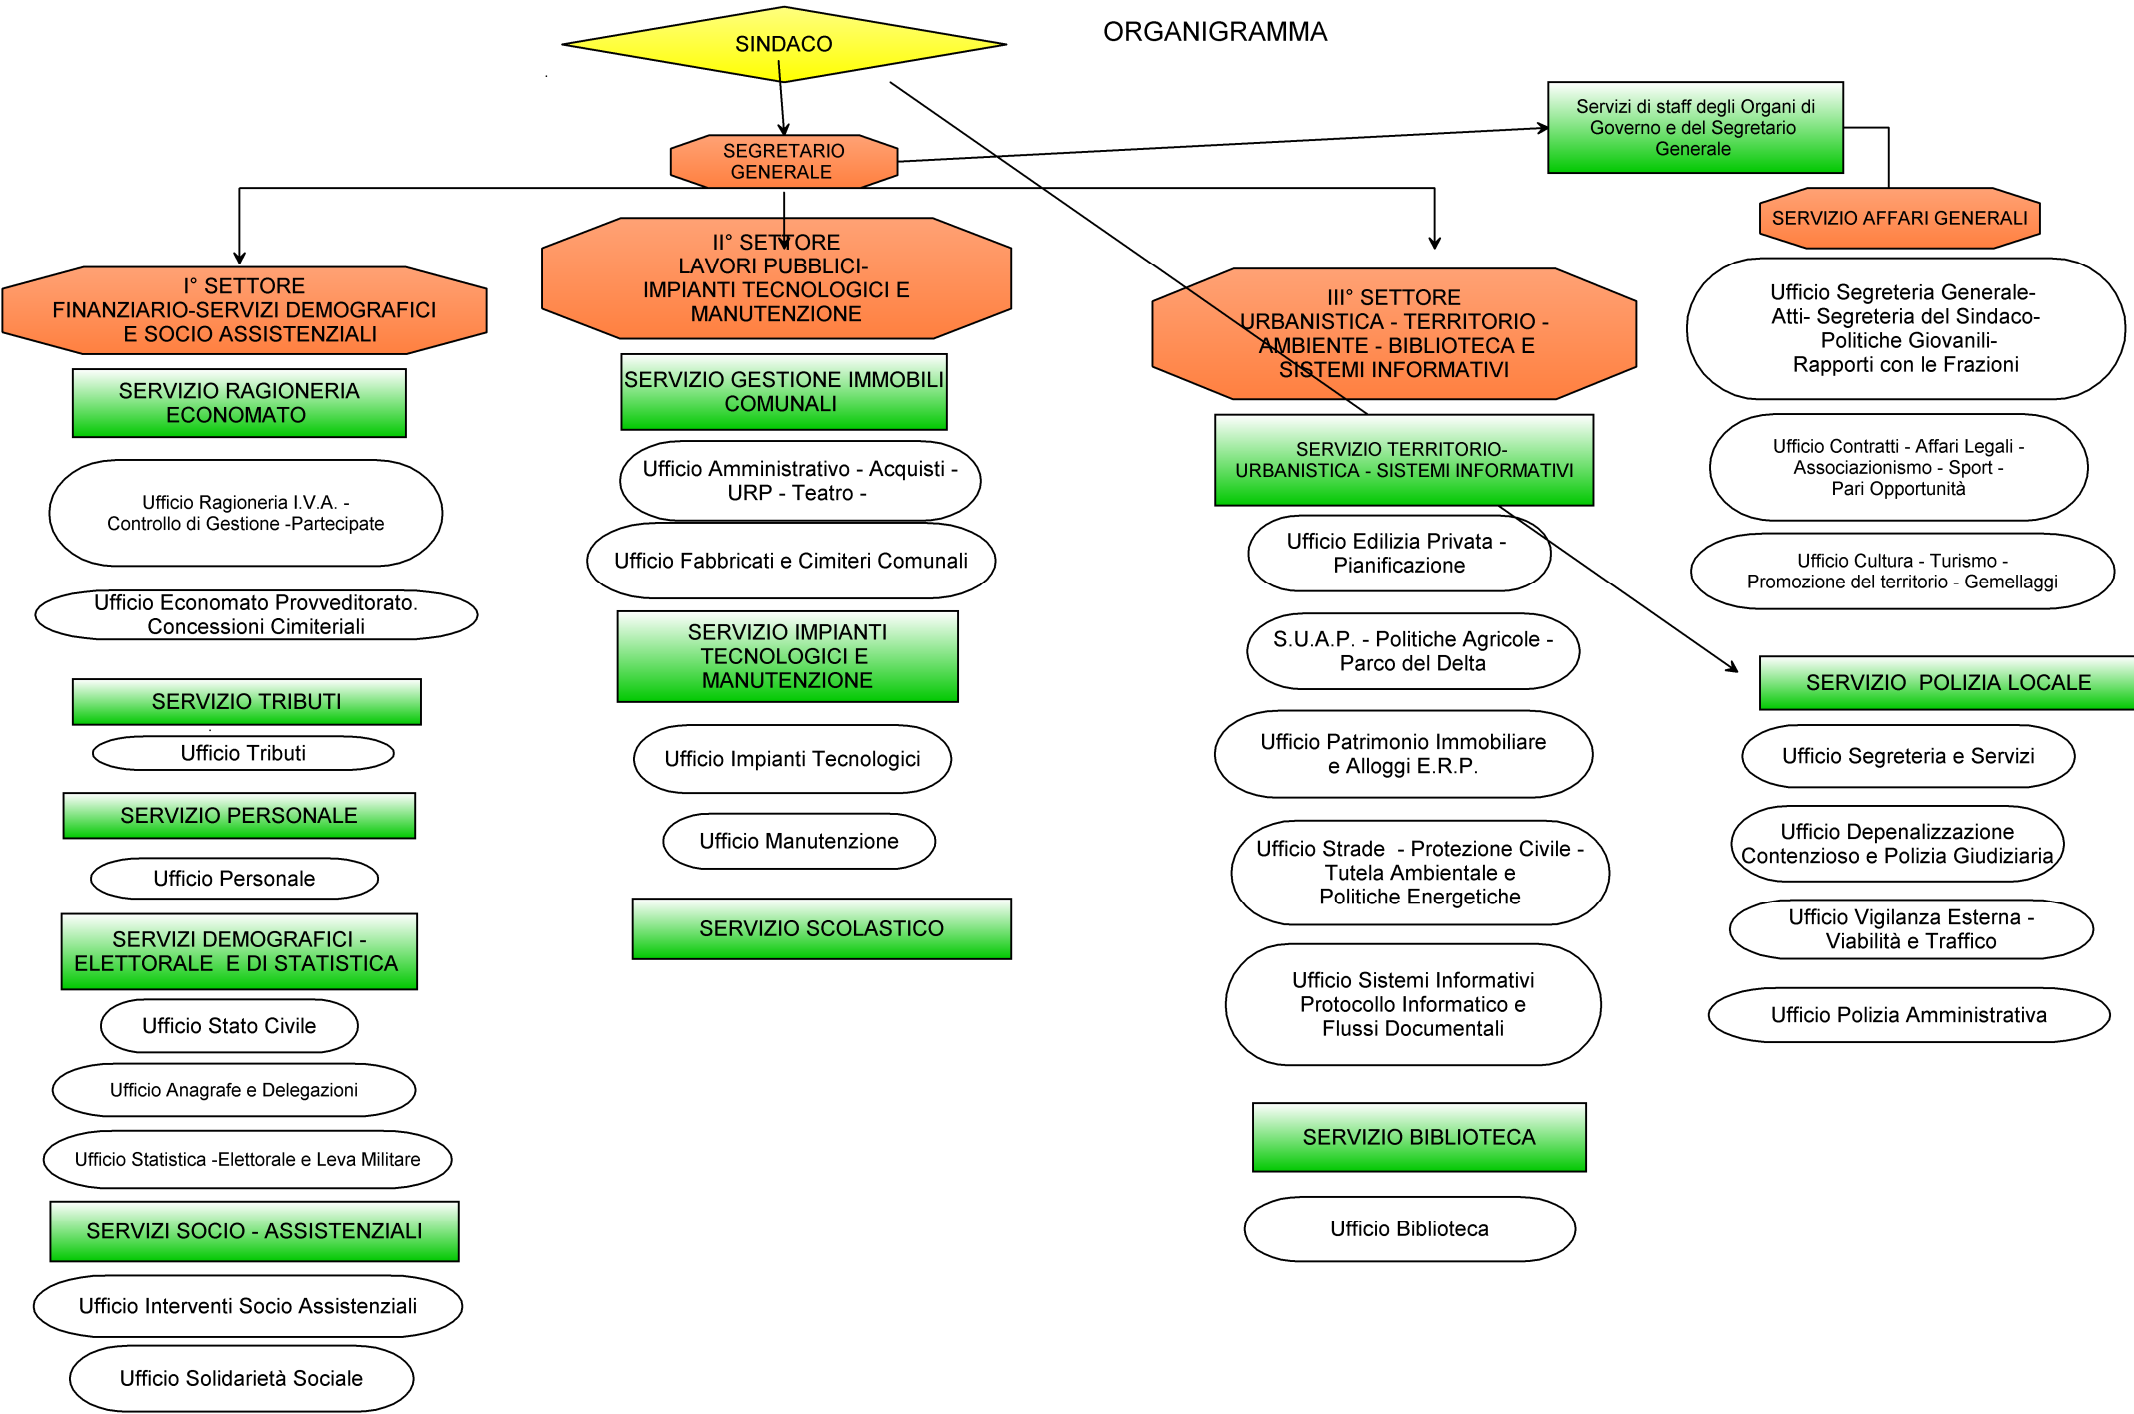 ORGANIGRAMMA
SINDACO
SEGRETARIO
GENERALE
Servizi di staff degli Organi di
Governo e del Segretario
Generale
I° SETTORE
FINANZIARIO-SERVIZI DEMOGRAFICI
E SOCIO ASSISTENZIALI
SERVIZIO RAGIONERIA
ECONOMATO
Ufficio Ragioneria I.V.A. -
Controllo di Gestione -Partecipate
Ufficio Economato Provveditorato.
Concessioni Cimiteriali
SERVIZIO TRIBUTI
Ufficio Tributi
SERVIZIO PERSONALE
Ufficio Personale
SERVIZI DEMOGRAFICI -
ELETTORALE  E DI STATISTICA
Ufficio Stato Civile
Ufficio Anagrafe e Delegazioni
Ufficio Statistica -Elettorale e Leva Militare
SERVIZI SOCIO - ASSISTENZIALI
Ufficio Interventi Socio Assistenziali
Ufficio Solidarietà Sociale
II° SETTORE
LAVORI PUBBLICI-
IMPIANTI TECNOLOGICI E
MANUTENZIONE
SERVIZIO GESTIONE IMMOBILI
COMUNALI
Ufficio Amministrativo - Acquisti -
URP - Teatro -
Ufficio Fabbricati e Cimiteri Comunali
SERVIZIO IMPIANTI
TECNOLOGICI E
MANUTENZIONE
Ufficio Impianti Tecnologici
Ufficio Manutenzione
SERVIZIO SCOLASTICO
III° SETTORE
URBANISTICA - TERRITORIO -
AMBIENTE - BIBLIOTECA E
SISTEMI INFORMATIVI
SERVIZIO TERRITORIO-
URBANISTICA - SISTEMI INFORMATIVI
Ufficio Edilizia Privata -
Pianificazione
S.U.A.P. - Politiche Agricole -
Parco del Delta
Ufficio Patrimonio Immobiliare
e Alloggi E.R.P.
Ufficio Strade  - Protezione Civile -
Tutela Ambientale e
Politiche Energetiche
Ufficio Sistemi Informativi
Protocollo Informatico e
Flussi Documentali
SERVIZIO BIBLIOTECA
Ufficio Biblioteca
SERVIZIO AFFARI GENERALI
Ufficio Segreteria Generale-
Atti- Segreteria del Sindaco-
Politiche Giovanili-
Rapporti con le Frazioni
Ufficio Contratti - Affari Legali -
Associazionismo - Sport -
Pari Opportunità
Ufficio Cultura - Turismo -
Promozione del territorio - Gemellaggi
SERVIZIO  POLIZIA LOCALE
Ufficio Segreteria e Servizi
Ufficio Depenalizzazione
Contenzioso e Polizia Giudiziaria
Ufficio Vigilanza Esterna -
Viabilità e Traffico
Ufficio Polizia Amministrativa